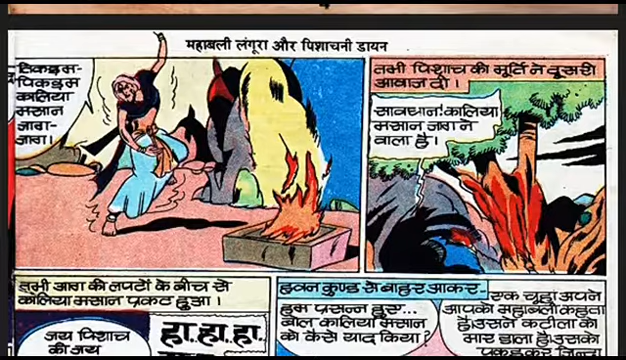 महाबली लंगूरा और पिशाचनी डायन
तिकड़म-
पिकड़म
कालिया
मसान
जाग-
जाग।
तभी पिशाच की मूर्ति ने दूसरी
आवाज दी।
सावधान! कालिया
मसान जागने
वाला है।
तभी आग की लपटों के बीच से
कालिया मसान प्रकट हुआ।
जय पिशाच
की जय
हा.हा.हा..
हवन कुण्ड से बाहर आकर..
हम प्रसन्न हुए...
बोल कालिया मसान
को कैसे याद किया?
एक चूहा अपने
आपको महाबली कहता
है। उसने कटीला को
मार डाला है। उसको